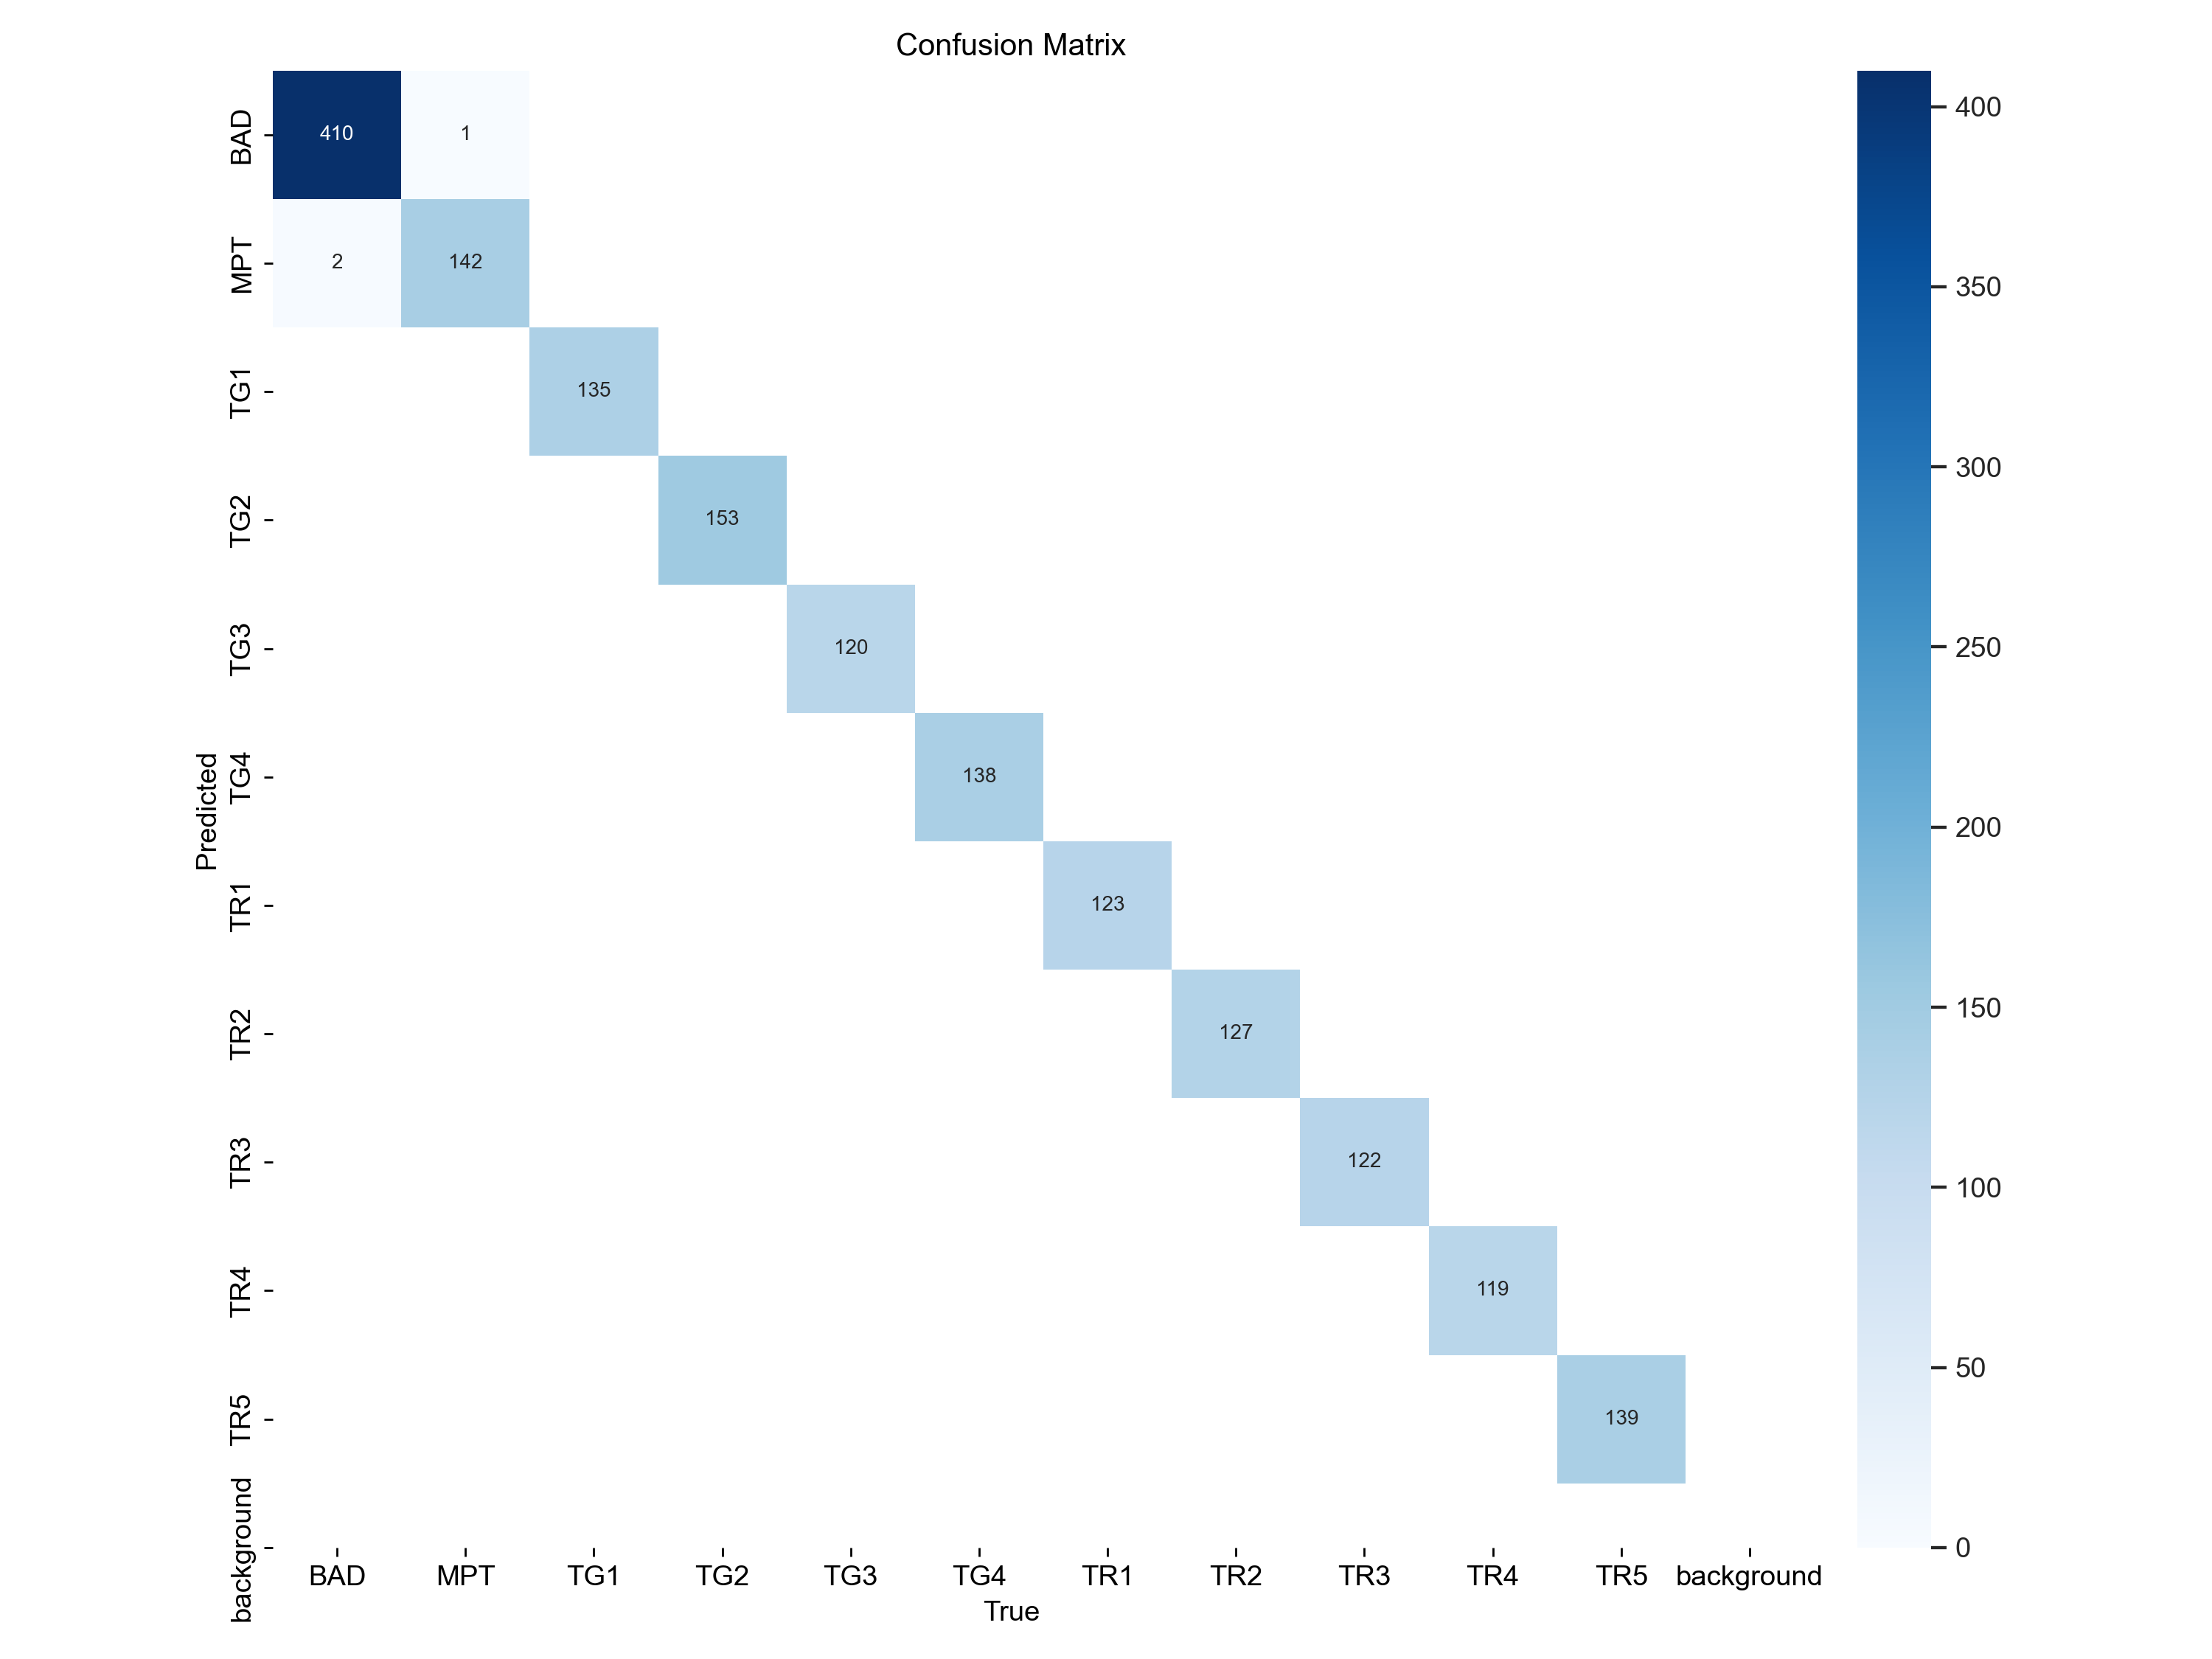 Confusion Matrix
BAD
410
1
400
MPT
2
142
350
TG1
135
300
TG2
153
TG3
120
250
Predicted
TG4
138
200
TR1
123
TR2
127
150
TR3
122
100
TR4
119
50
TR5
139
background
0
BAD MPT TG1 TG2 TG3 TG4 TR1 TR2 TR3 TR4 TR5 background
True